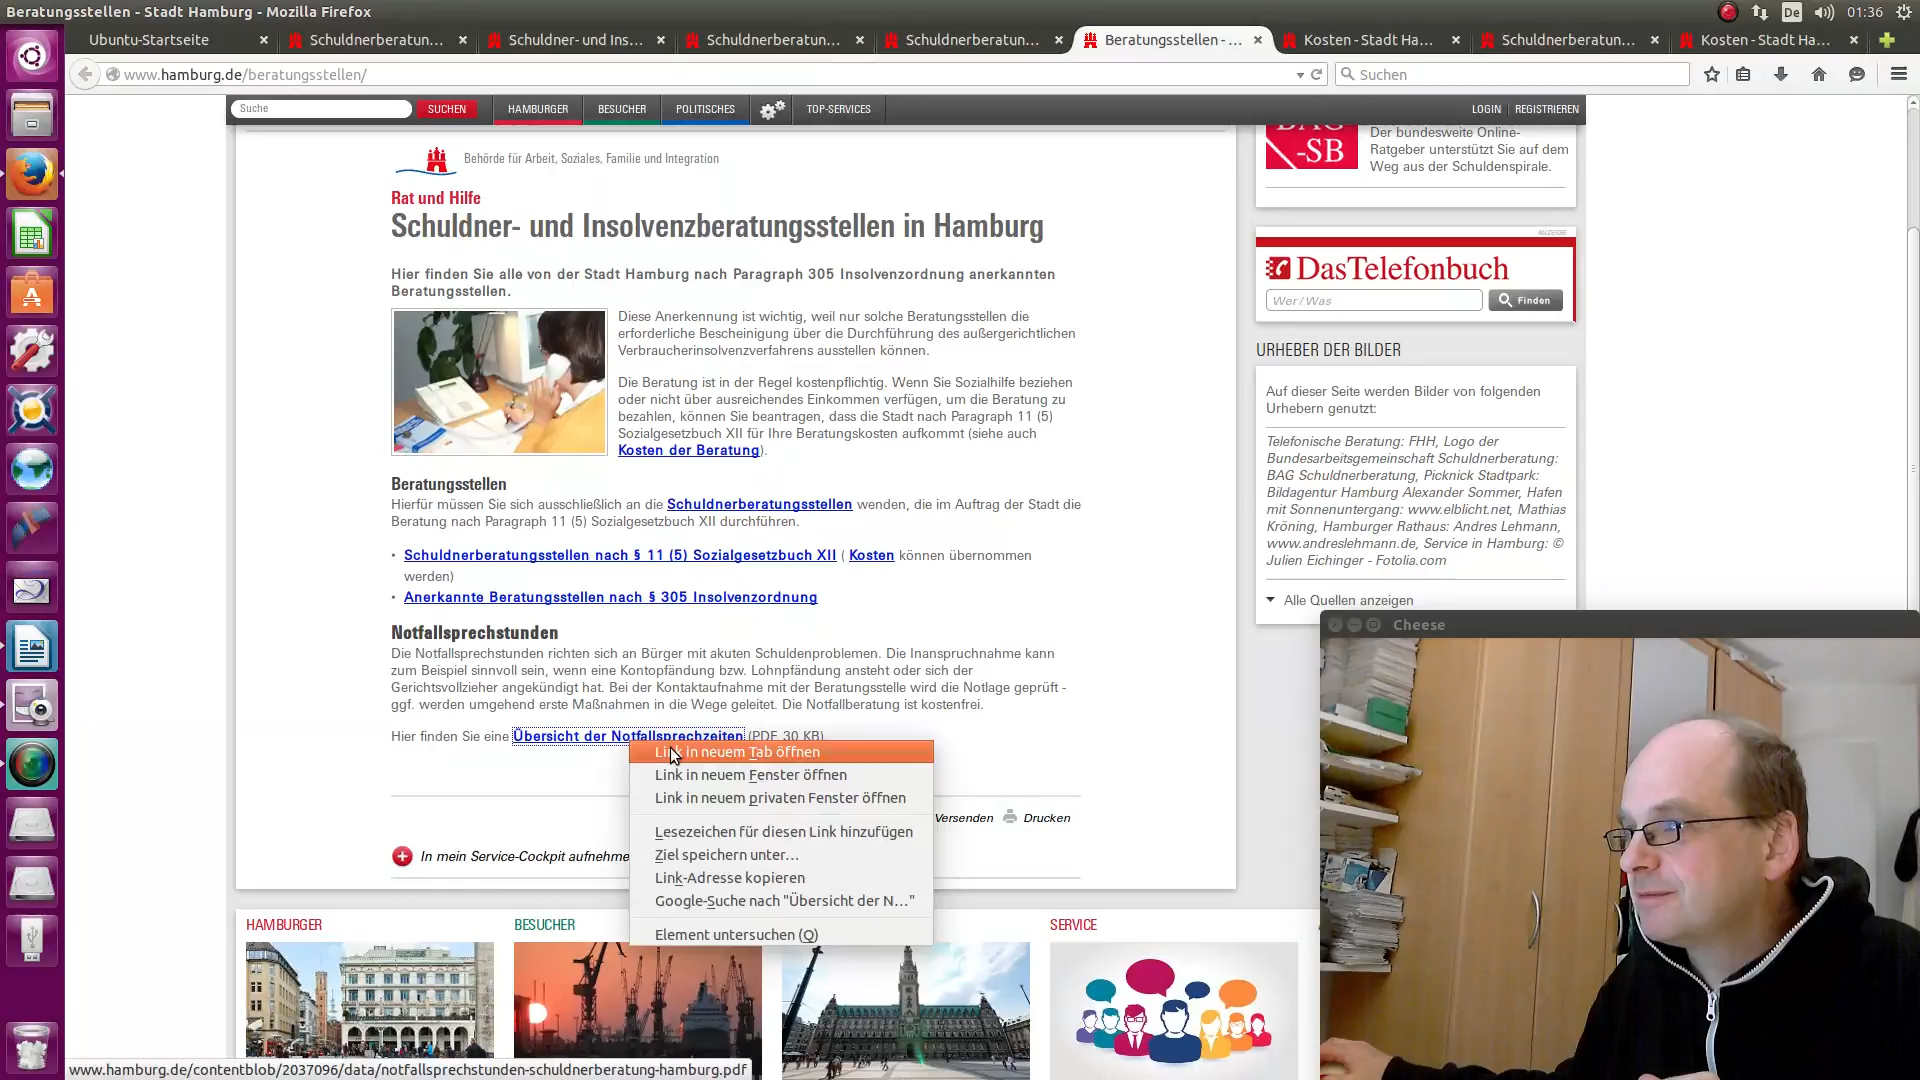 Beratungsstellen - Stadt Hamburg - Mozilla Firefox
De
01:36
Ubuntu-Startseite
Schuldnerberatun...
Schuldner- und Ins...
Schuldnerberatun...
Schuldnerberatun...
Beratungsstellen - ...
Kosten - Stadt Ha...
Schuldnerberatun...
Kosten - Stadt Ha...
www.hamburg.de/beratungsstellen/
Suchen
Suche
SUCHEN
HAMBURGER
BESUCHER
POLITISCHES
TOP-SERVICES
LOGIN
REGISTRIEREN
Behörde für Arbeit, Soziales, Familie und Integration
Rat und Hilfe
Schuldner- und Insolvenzberatungsstellen in Hamburg
Hier finden Sie alle von der Stadt Hamburg nach Paragraph 305 Insolvenzordnung anerkannten
Beratungsstellen.
Diese Anerkennung ist wichtig, weil nur solche Beratungsstellen die
erforderliche Bescheinigung über die Durchführung des außergerichtlichen
Verbraucherinsolvenzverfahrens ausstellen können.
Die Beratung ist in der Regel kostenpflichtig. Wenn Sie Sozialhilfe beziehen
oder nicht über ausreichendes Einkommen verfügen, um die Beratung zu
bezahlen, können Sie beantragen, dass die Stadt nach Paragraph 11 (5)
Sozialgesetzbuch XII für Ihre Beratungskosten aufkommt (siehe auch
Kosten der Beratung).
Beratungsstellen
Hierfür müssen Sie sich ausschließlich an die Schuldnerberatungsstellen wenden, die im Auftrag der Stadt die
Beratung nach Paragraph 11 (5) Sozialgesetzbuch XII durchführen.
• Schuldnerberatungsstellen nach § 11 (5) Sozialgesetzbuch XII ( Kosten können übernommen
werden)
• Anerkannte Beratungsstellen nach § 305 Insolvenzordnung
Notfallsprechstunden
Die Notfallsprechstunden richten sich an Bürger mit akuten Schuldenproblemen. Die Inanspruchnahme kann
zum Beispiel sinnvoll sein, wenn eine Kontopfändung bzw. Lohnpfändung ansteht oder sich der
Gerichtsvollzieher angekündigt hat. Bei der Kontaktaufnahme mit der Beratungsstelle wird die Notlage geprüft -
ggf. werden umgehend erste Maßnahmen in die Wege geleitet. Die Notfallberatung ist kostenfrei.
Hier finden Sie eine Übersicht der Notfallsprechzeiten (PDF, 30 KB).
Link in neuem Tab öffnen
Link in neuem Fenster öffnen
Link in neuem privaten Fenster öffnen
Lesezeichen für diesen Link hinzufügen
Ziel speichern unter...
Link-Adresse kopieren
Google-Suche nach "Übersicht der N..."
Element untersuchen (Q)
Versenden
Drucken
In mein Service-Cockpit aufnehme
HAMBURGER
BESUCHER
SERVICE
-SB
Der bundesweite Online-
Ratgeber unterstützt Sie auf dem
Weg aus der Schuldenspirale.
ANZEIGE
DasTelefonbuch
Wer/Was
Finden
URHEBER DER BILDER
Auf dieser Seite werden Bilder von folgenden
Urhebern genutzt:
Telefonische Beratung: FHH, Logo der
Bundesarbeitsgemeinschaft Schuldnerberatung:
BAG Schuldnerberatung, Picknick Stadtpark:
Bildagentur Hamburg Alexander Sommer, Hafen
mit Sonnenuntergang: www.elblicht.net, Mathias
Kröning, Hamburger Rathaus: Andres Lehmann,
www.andreslehmann.de, Service in Hamburg: ©
Julien Eichinger - Fotolia.com
Alle Quellen anzeigen
Cheese
www.hamburg.de/contentblob/2037096/data/notfallsprechstunden-schuldnerberatung-hamburg.pdf